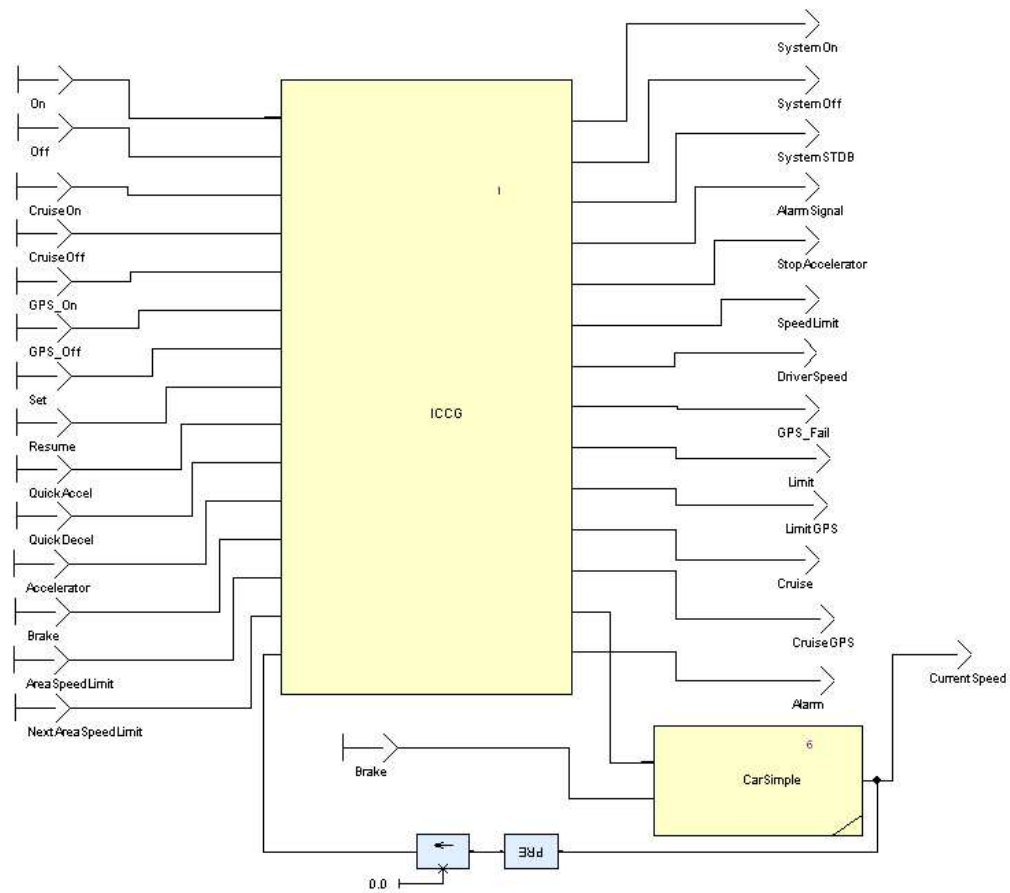 On
Off
CruiseOn
CruiseOff
GPS_On
GPS_Off
Set
Resume
QuickAccel
QuickDecel
Accelerator
Brake
AreaSpeedLimit
NextAreaSpeedLimit
1
ICCG
SystemOn
SystemOff
SystemSTDB
AlarmSignal
StopAccelerator
SpeedLimit
DriverSpeed
GPS_Fail
Limit
LimitGPS
Cruise
CruiseGPS
Alarm
CurrentSpeed
Brake
6
CarSimple
PRE
0.0